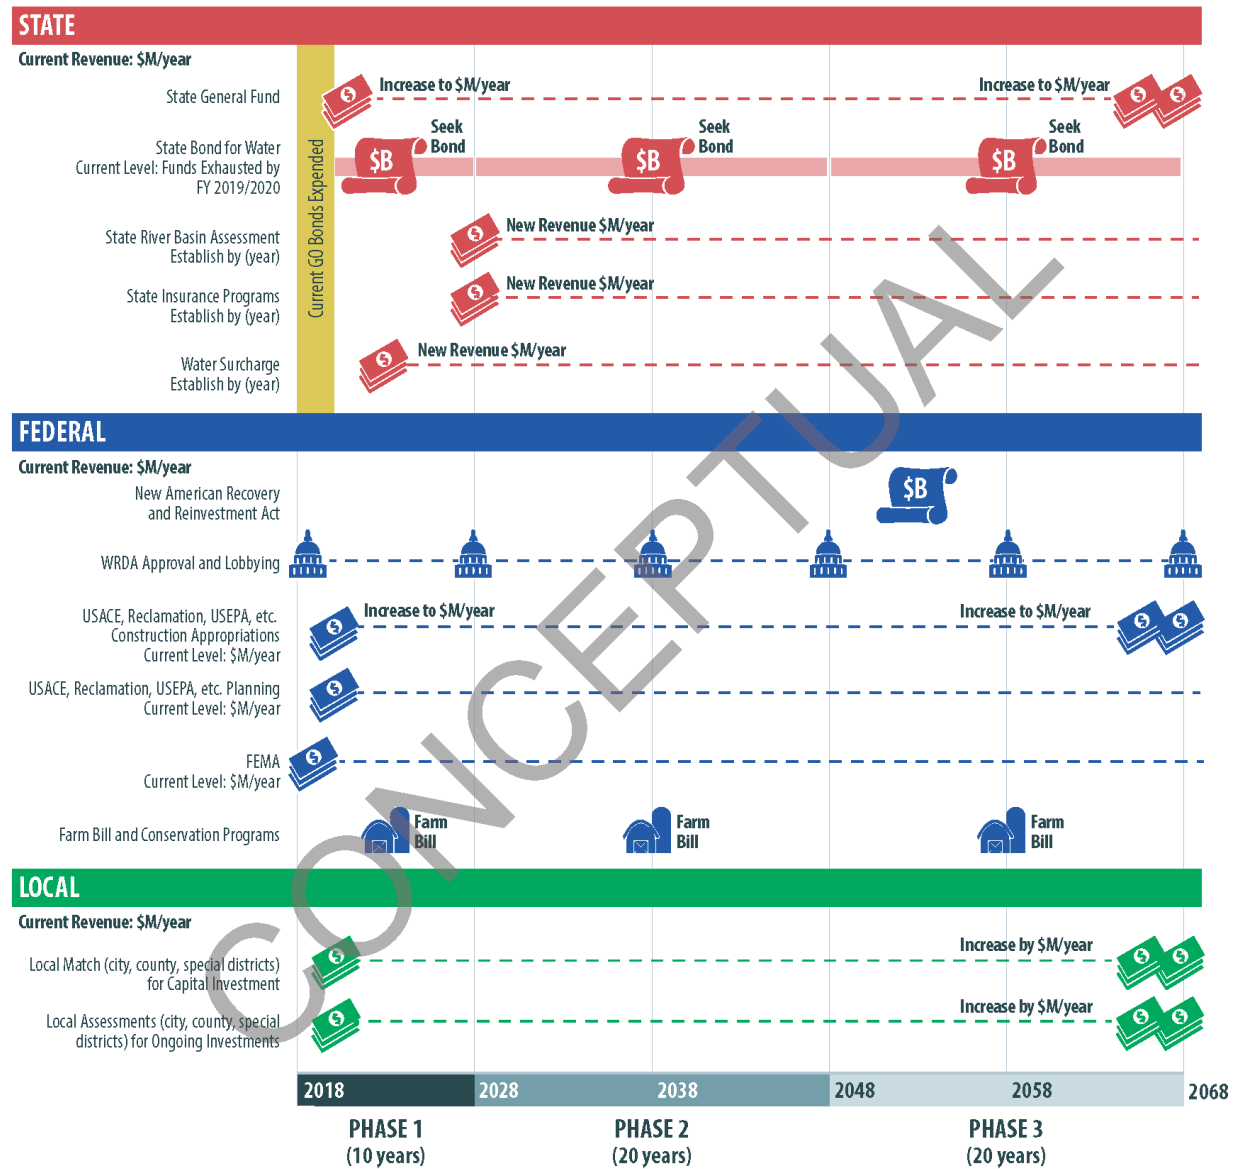 STATE
Current Revenue: $M/year
State General Fund
Increase to $M/year
Increase to $M/year
State Bond for Water
Current Level: Funds Exhausted by
FY 2019/2020
$B
Seek
Bond
$B
Seek
Bond
$B
Seek
Bond
Current GO Bonds Expended
State River Basin Assessment
Establish by (year)
New Revenue $M/year
State Insurance Programs
Establish by (year)
New Revenue $M/year
Water Surcharge
Establish by (year)
New Revenue $M/year
FEDERAL
Current Revenue: $M/year
New American Recovery
and Reinvestment Act
$B
WRDA Approval and Lobbying
USACE, Reclamation, USEPA, etc.
Construction Appropriations
Current Level: $M/year
Increase to $M/year
Increase to $M/year
USACE, Reclamation, USEPA, etc. Planning
Current Level: $M/year
FEMA
Current Level: $M/year
Farm Bill and Conservation Programs
Farm
Bill
Farm
Bill
Farm
Bill
LOCAL
Current Revenue: $M/year
Local Match (city, county, special districts)
for Capital Investment
Increase by $M/year
Local Assessments (city, county, special
districts) for Ongoing Investments
Increase by $M/year
2018 2028 2038 2048 2058 2068
PHASE 1 PHASE 2 PHASE 3
(10 years) (20 years) (20 years)
CONCEPTUAL